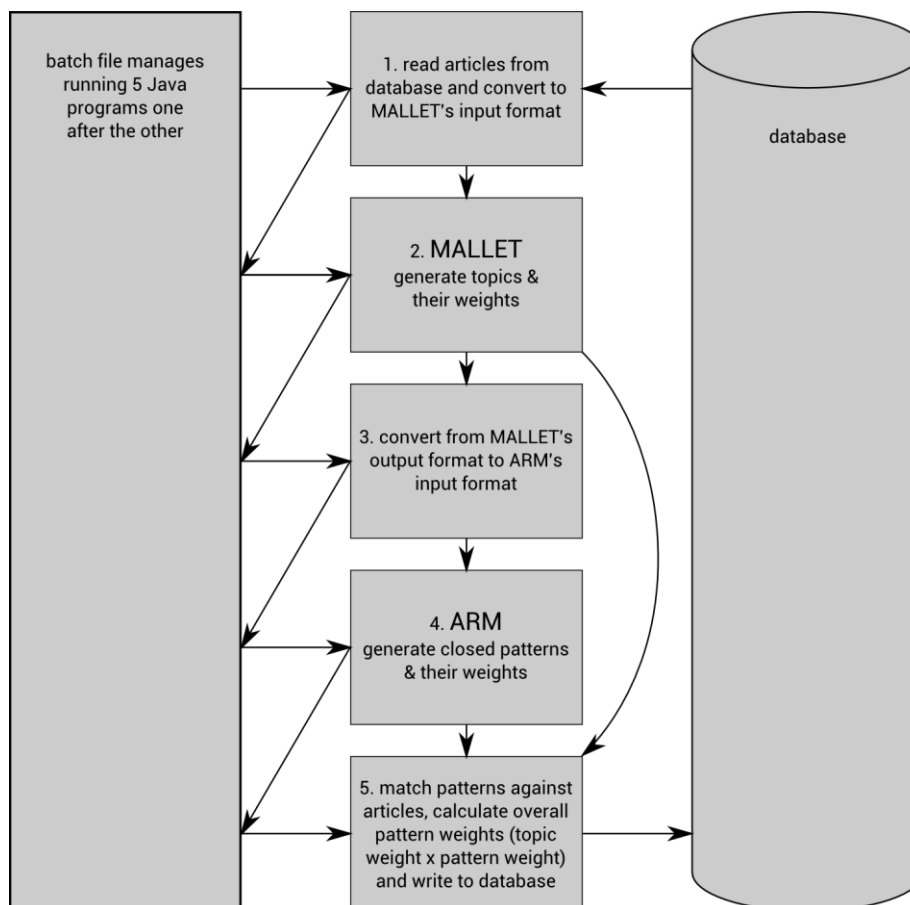 batch file manages
running 5 Java
programs one
after the other
1. read articles from
database and convert to
MALLET's input format
database
2. MALLET
generate topics &
their weights
3. convert from MALLET's
output format to ARM's
input format
4. ARM
generate closed patterns
& their weights
5. match patterns against
articles, calculate overall
pattern weights (topic
weight x pattern weight)
and write to database